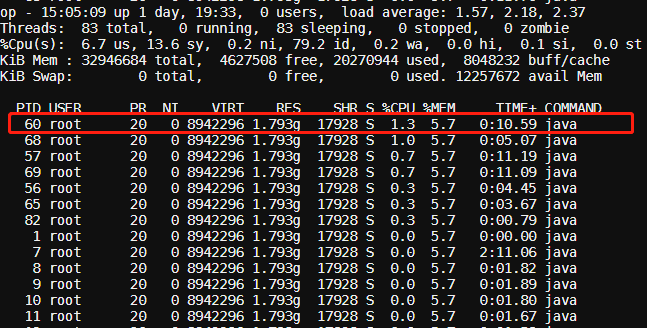 op - 15:05:09 up 1 day, 19:33, 0 users, load average: 1.57, 2.18, 2.37
Threads: 83 total, 0 running, 83 sleeping, 0 stopped, 0 zombie
%Cpu(s): 6.7 us, 13.6 sy, 0.2 ni, 79.2 id, 0.2 wa, 0.0 hi, 0.1 si, 0.0 st
KiB Mem : 32946684 total, 4627508 free, 20270944 used, 8048232 buff/cache
KiB Swap: 0 total, 0 free, 0 used. 12257672 avail Mem
PID USER PR NI VIRT RES SHR S %CPU %MEM TIME+ COMMAND
60 root 20 0 8942296 1.793g 17928 S 1.3 5.7 0:10.59 java
68 root 20 0 8942296 1.793g 17928 S 1.0 5.7 0:05.07 java
57 root 20 0 8942296 1.793g 17928 S 0.7 5.7 0:11.19 java
69 root 20 0 8942296 1.793g 17928 S 0.7 5.7 0:11.09 java
56 root 20 0 8942296 1.793g 17928 S 0.3 5.7 0:04.45 java
65 root 20 0 8942296 1.793g 17928 S 0.3 5.7 0:03.67 java
82 root 20 0 8942296 1.793g 17928 S 0.3 5.7 0:00.79 java
1 root 20 0 8942296 1.793g 17928 S 0.0 5.7 0:00.00 java
7 root 20 0 8942296 1.793g 17928 S 0.0 5.7 2:11.06 java
8 root 20 0 8942296 1.793g 17928 S 0.0 5.7 0:01.82 java
9 root 20 0 8942296 1.793g 17928 S 0.0 5.7 0:01.89 java
10 root 20 0 8942296 1.793g 17928 S 0.0 5.7 0:01.80 java
11 root 20 0 8942296 1.793g 17928 S 0.0 5.7 0:01.67 java